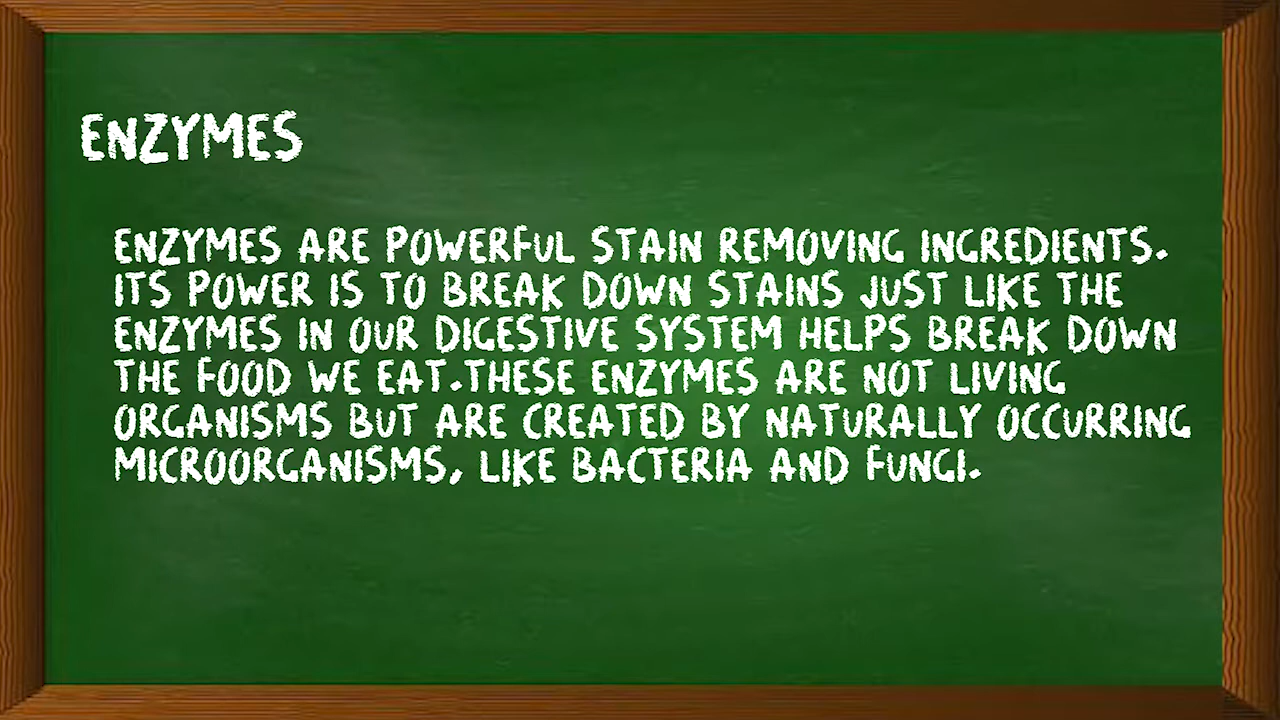 ENZYMES
ENZYMES ARE POWERFUL STAIN REMOVING INGREDIENTS.
ITS POWER IS TO BREAK DOWN STAINS JUST LIKE THE
ENZYMES IN OUR DIGESTIVE SYSTEM HELPS BREAK DOWN
THE FOOD WE EAT.THESE ENZYMES ARE NOT LIVING
ORGANISMS BUT ARE CREATED BY NATURALLY OCCURRING
MICROORGANISMS, LIKE BACTERIA AND FUNGI.